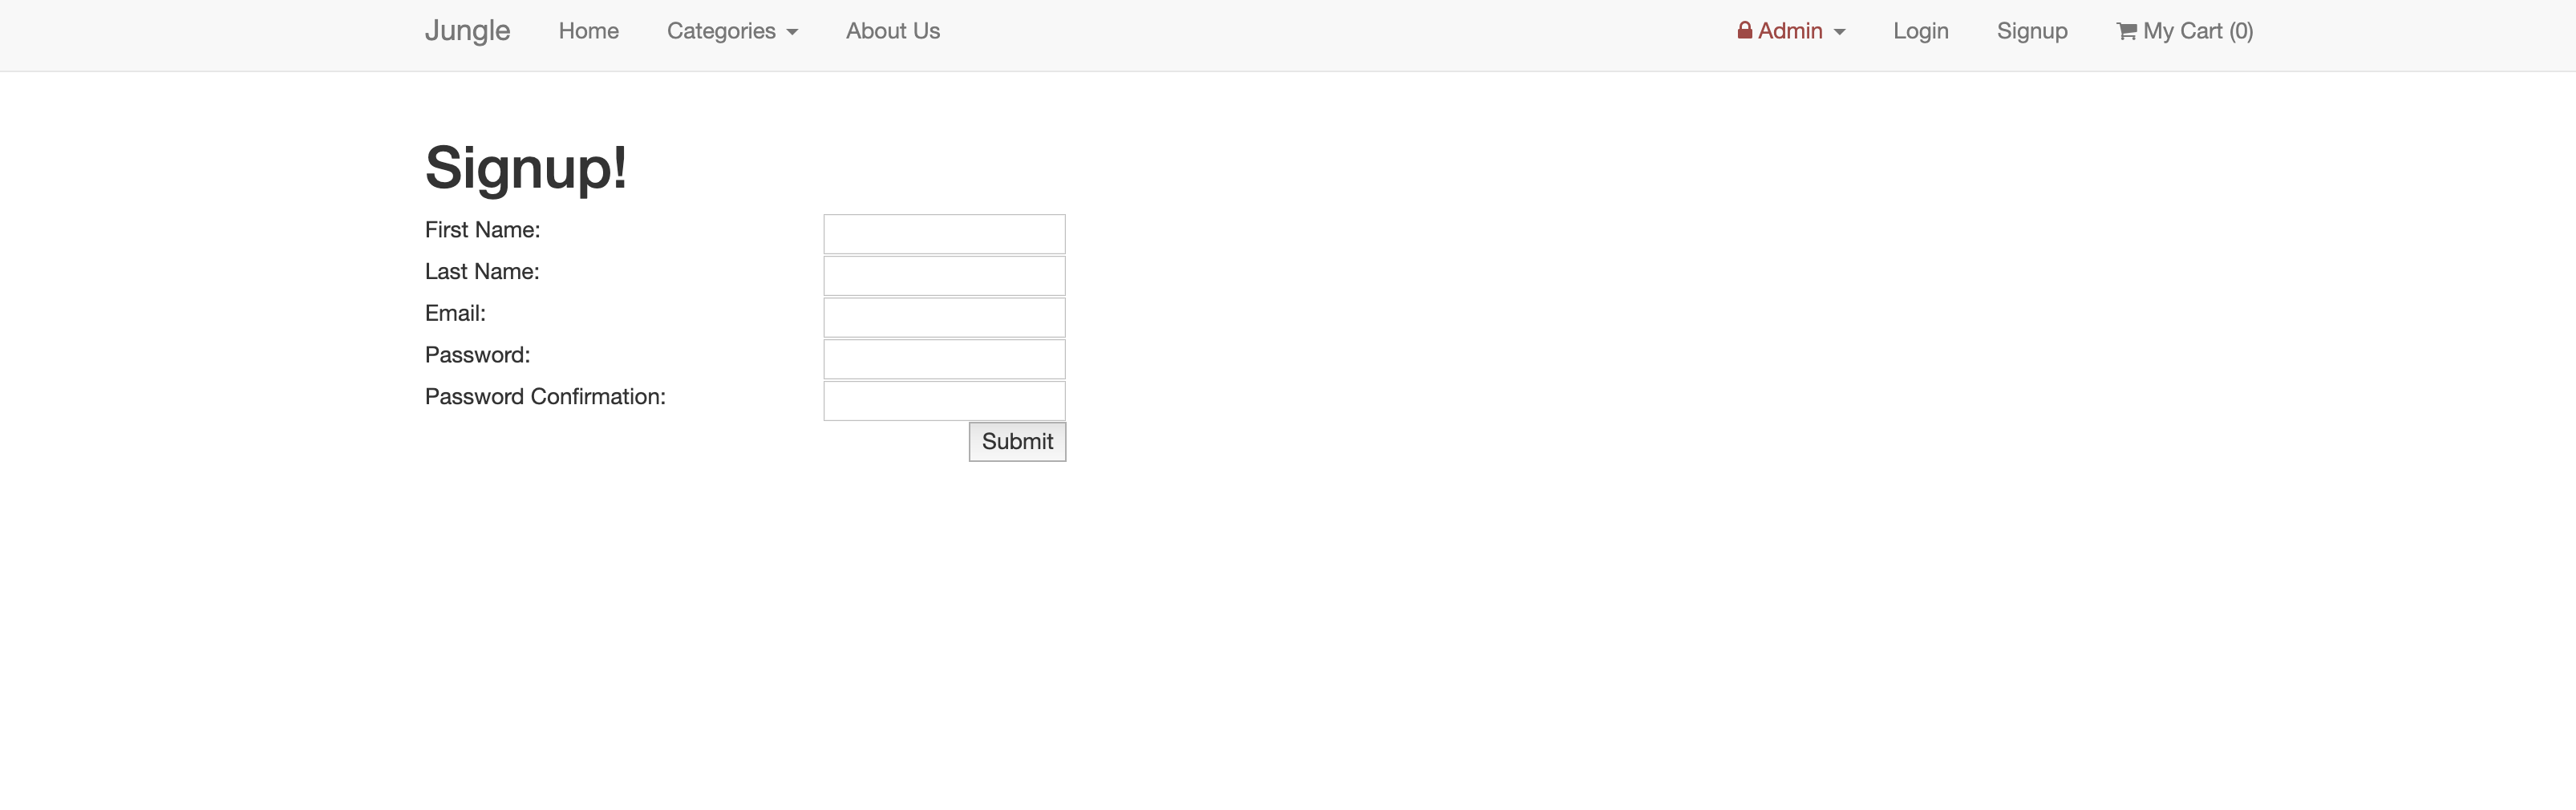 Jungle Home Categories About Us Admin Login Signup My Cart (0)
Signup!
First Name:
Last Name:
Email:
Password:
Password Confirmation:
Submit